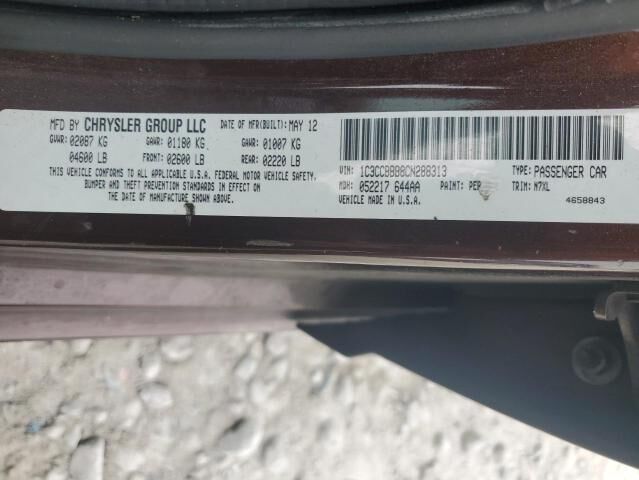 MFD BY CHRYSLER GROUP LLC DATE OF MFR(BUILT): MAY 12
GVWR: 02087 KG GAWR: 01180 KG GAWR: 01007 KG
04600 LB FRONT: 02600 LB REAR: 02220 LB
THIS VEHICLE CONFORMS TO ALL APPLICABLE U.S.A. FEDERAL MOTOR VEHICLE SAFETY,
BUMPER AND THEFT PREVENTION STANDARDS IN EFFECT ON
THE DATE OF MANUFACTURE SHOWN ABOVE.
VIN: 1C3CCBBB8CN288313 TYPE: PASSENGER CAR
MDH: 052217 644AA PAINT: PEP TRIM: N7XL
VEHICLE MADE IN U.S.A.
4658843